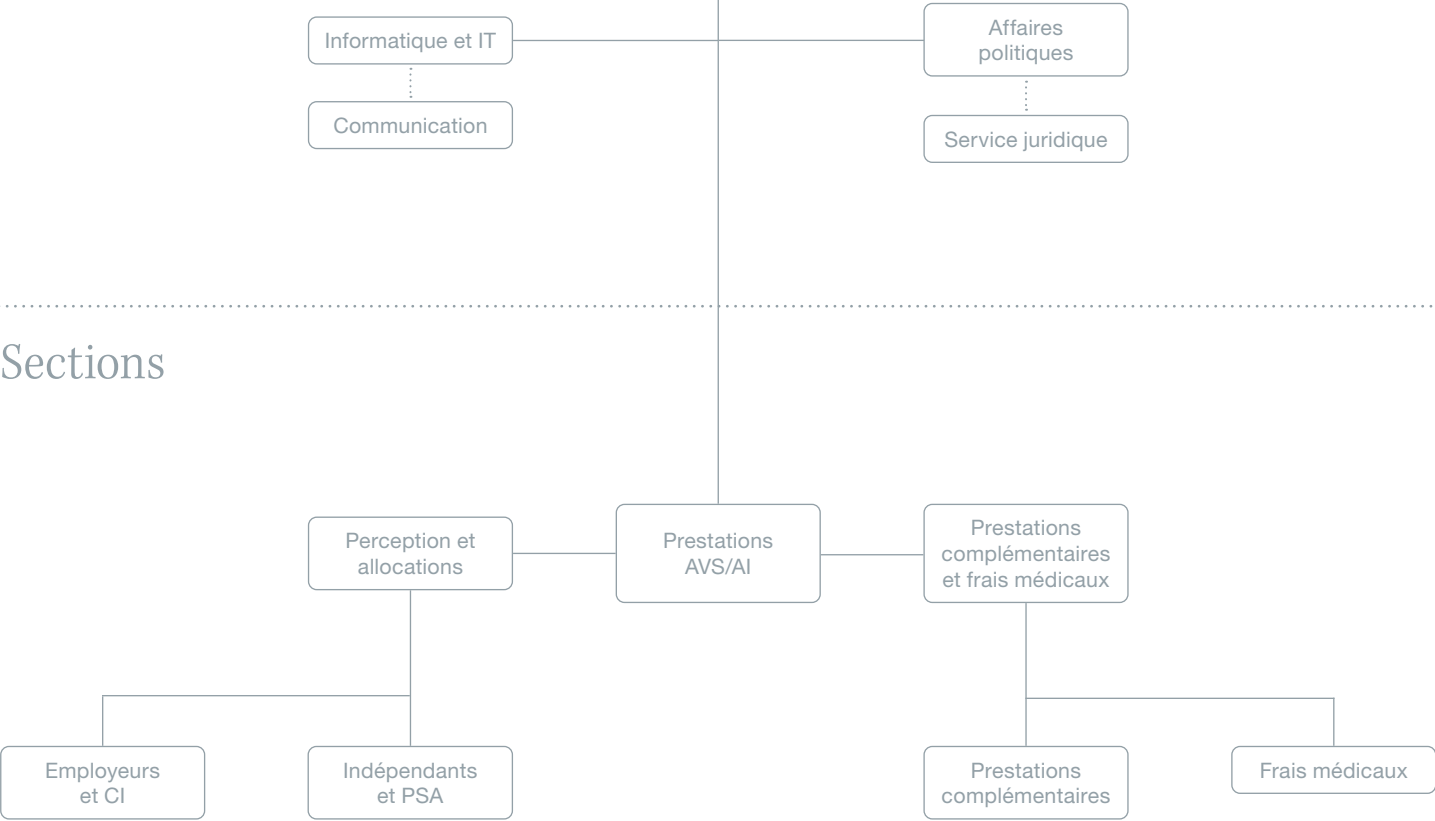 Informatique et IT
Affaires
politiques
Communication
Service juridique
Sections
Perception et
allocations
Prestations
AVS/AI
Prestations
complémentaires
et frais médicaux
Employeurs
et CI
Indépendants
et PSA
Prestations
complémentaires
Frais médicaux